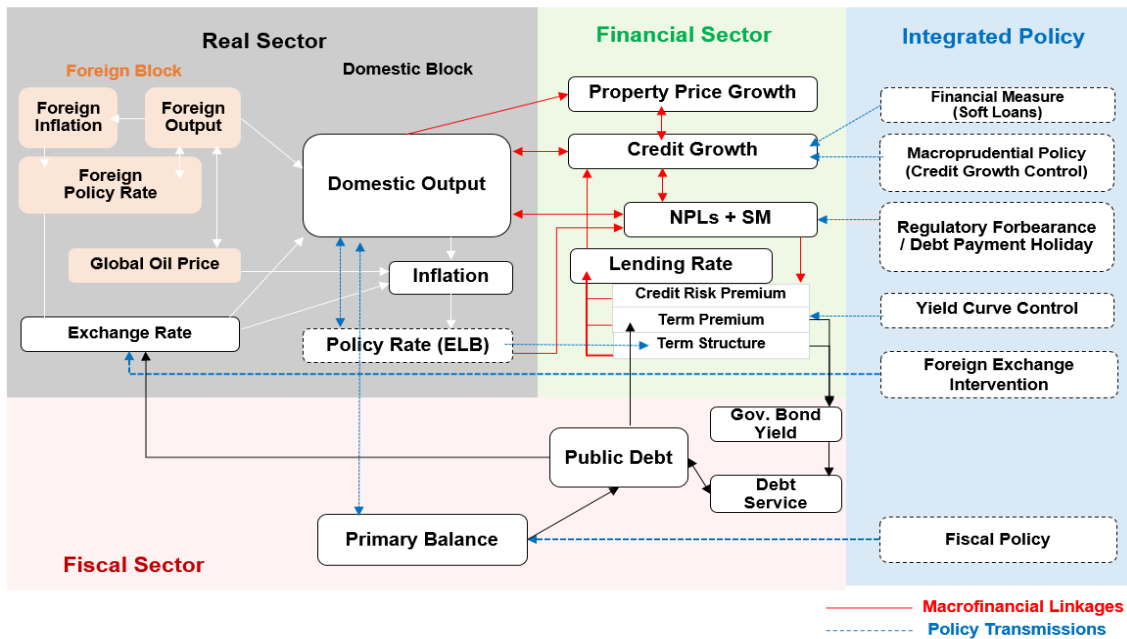 Real Sector
Foreign Block
Domestic Block
Foreign
Inflation
Foreign
Output
Foreign
Policy Rate
Global Oil Price
Exchange Rate
Domestic Output
Inflation
Policy Rate (ELB)
Financial Sector
Property Price Growth
Credit Growth
NPLs + SM
Lending Rate
Credit Risk Premium
Term Premium
Term Structure
Integrated Policy
Financial Measure
(Soft Loans)
Macroprudential Policy
(Credit Growth Control)
Regulatory Forbearance
/ Debt Payment Holiday
Yield Curve Control
Foreign Exchange
Intervention
Fiscal Policy
Gov. Bond
Yield
Public Debt
Debt
Service
Primary Balance
Fiscal Sector
Macrofinancial Linkages
Policy Transmissions